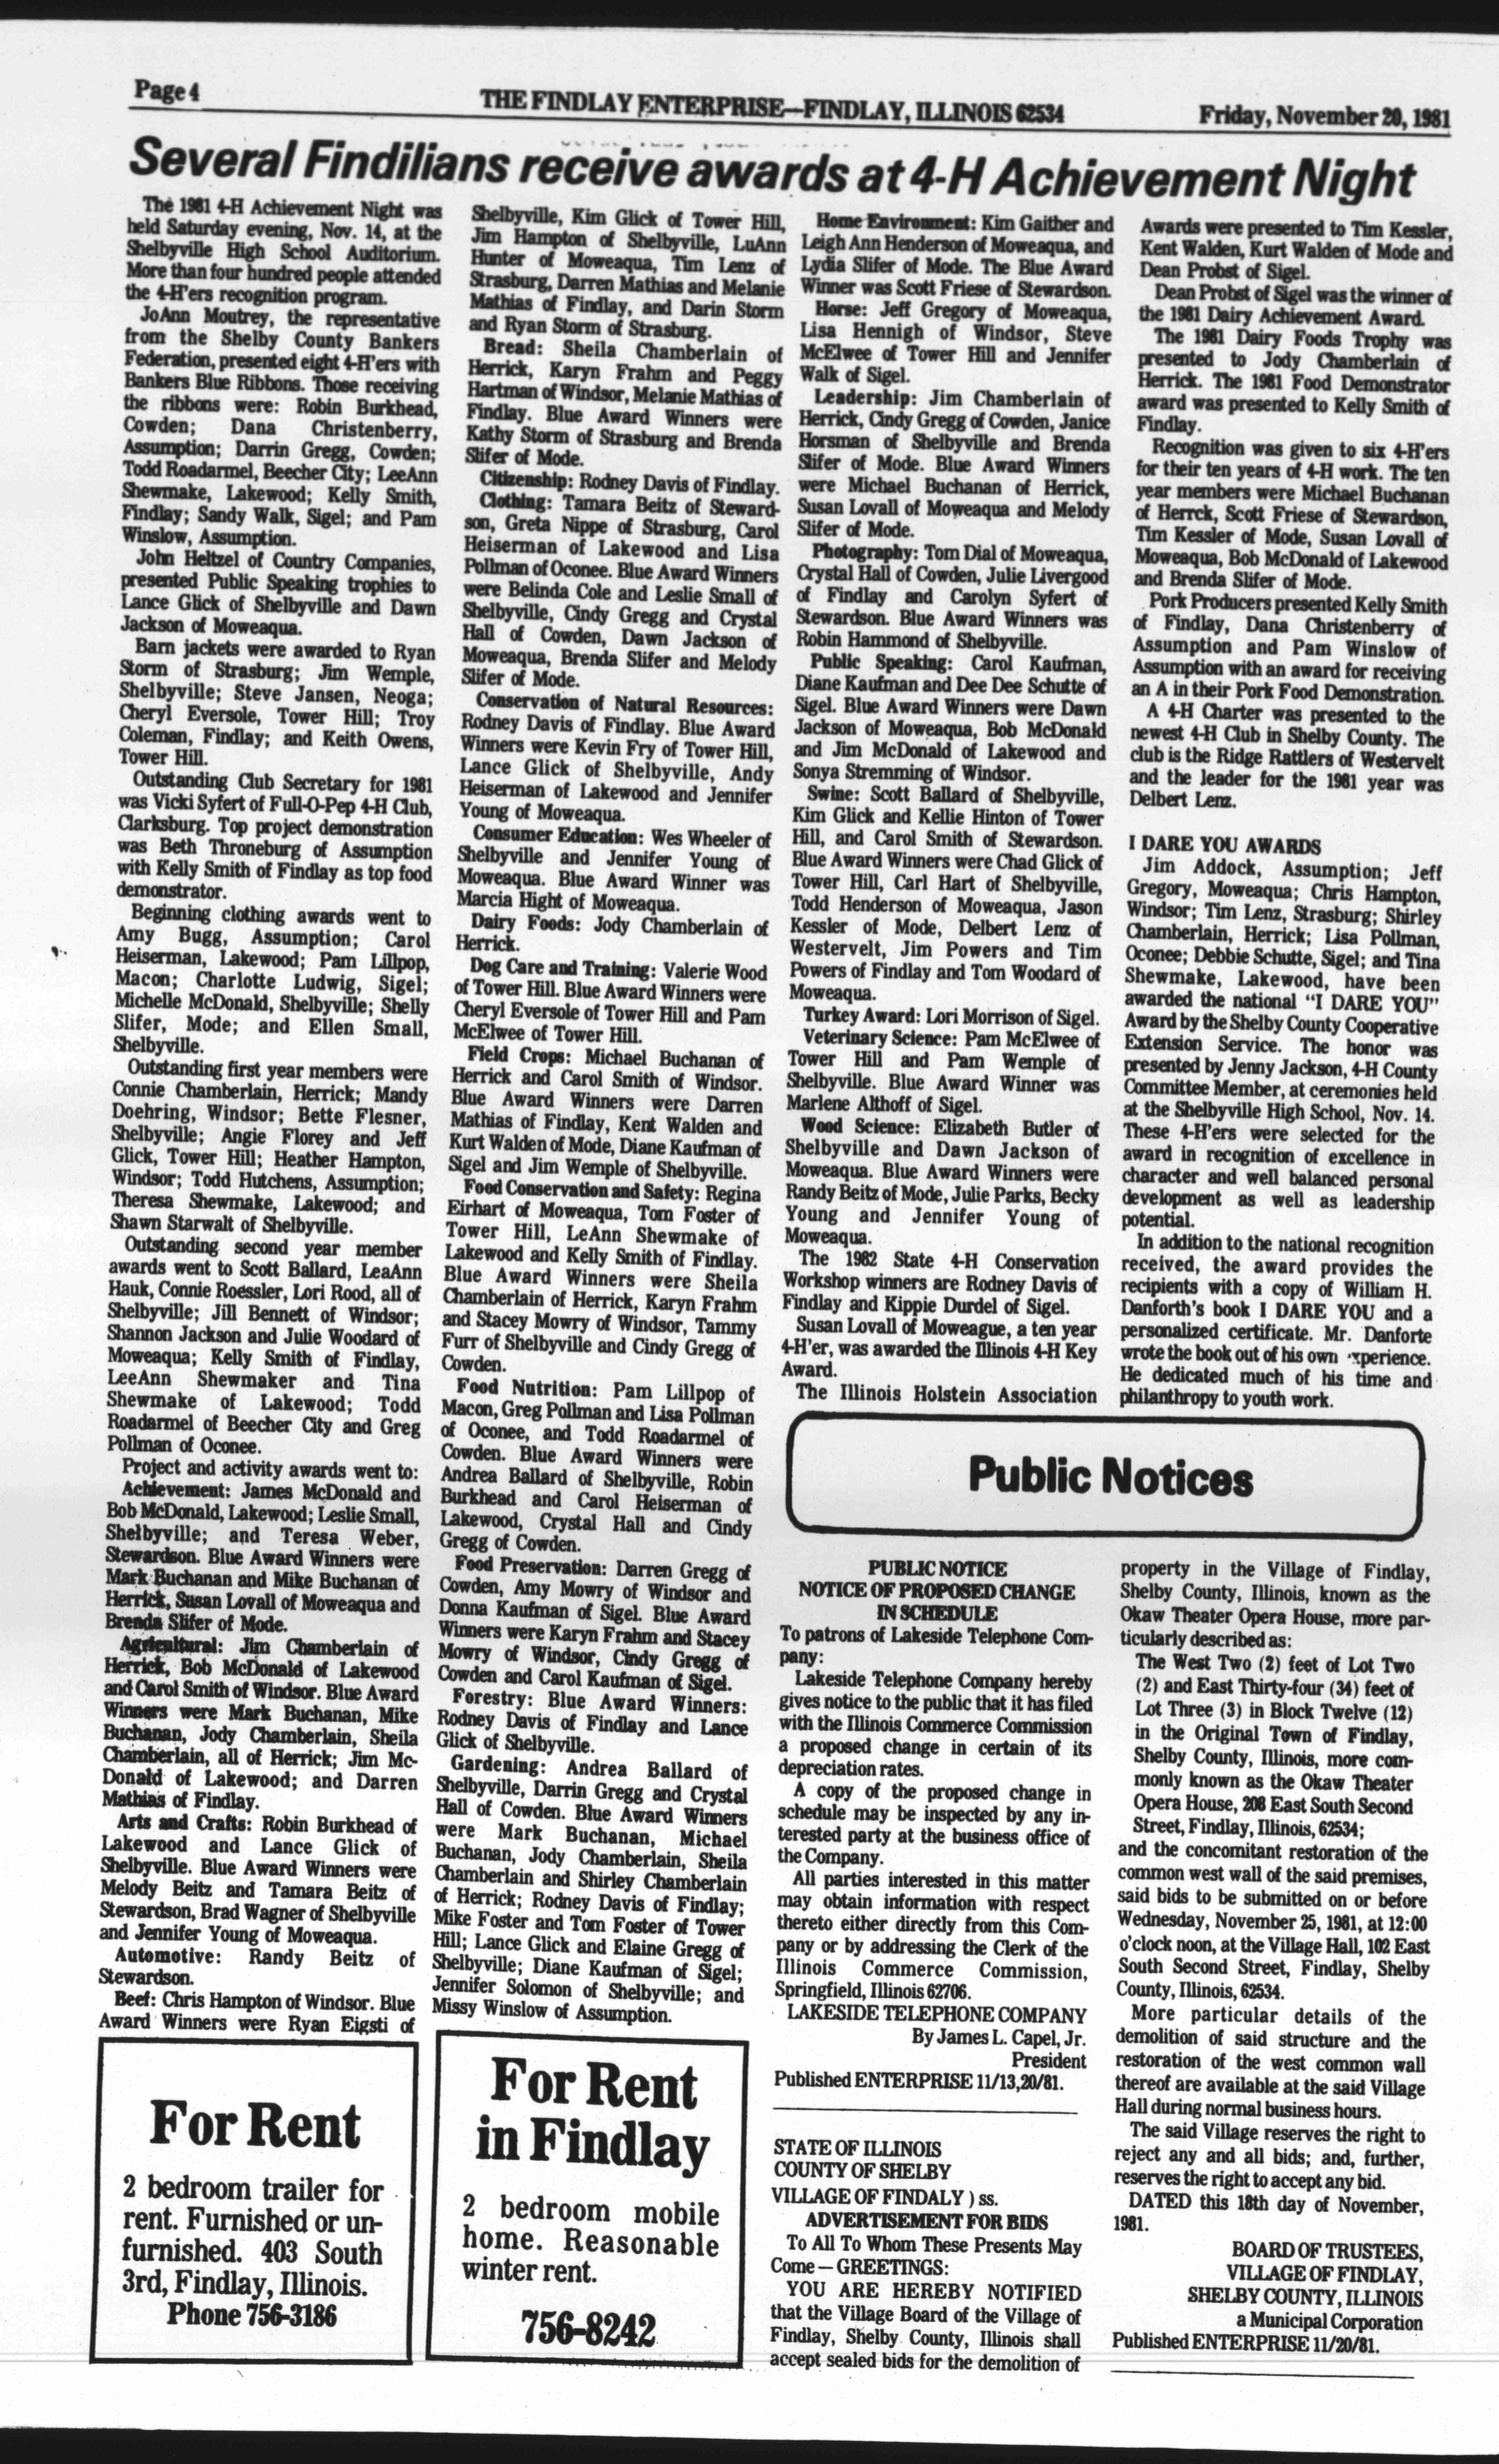 Page 4
THE FINDLAY ENTERPRISE—FINDLAY, ILLINOIS 62534
Friday, November 20, 1981
Several Findilians receive awards at 4-H Achievement Night
The 1981 4-H Achievement Night was
held Saturday evening, Nov. 14, at the
Shelbyville High School Auditorium.
More than four hundred people attended
the 4-H'ers recognition program.
JoAnn Moutrey, the representative
from the Shelby County Bankers
Federation, presented eight 4-H'ers with
Bankers Blue Ribbons. Those receiving
the ribbons were: Robin Burkhead,
Cowden; Dana Christenberry,
Assumption; Darrin Gregg, Cowden;
Todd Roadarmel, Beecher City; LeeAnn
Shewmake, Lakewood; Kelly Smith,
Findlay; Sandy Walk, Sigel; and Pam
Winslow, Assumption.
John Heltzel of Country Companies,
presented Public Speaking trophies to
Lance Glick of Shelbyville and Dawn
Jackson of Moweaqua.
Barn jackets were awarded to Ryan
Storm of Strasburg; Jim Wemple,
Shelbyville; Steve Jansen, Neoga;
Cheryl Eversole, Tower Hill; Troy
Coleman, Findlay; and Keith Owens,
Tower Hill.
Outstanding Club Secretary for 1981
was Vicki Syfert of Full-O-Pep 4-H Club,
Clarksburg. Top project demonstration
was Beth Throneburg of Assumption
with Kelly Smith of Findlay as top food
demonstrator.
Beginning clothing awards went to
Amy Bugg, Assumption; Carol
Heiserman, Lakewood; Pam Lillpop,
Macon; Charlotte Ludwig, Sigel;
Michelle McDonald, Shelbyville; Shelly
Slifer, Mode; and Ellen Small,
Shelbyville.
Outstanding first year members were
Connie Chamberlain, Herrick; Mandy
Doehring, Windsor; Bette Flesner,
Shelbyville; Angie Florey and Jeff
Glick, Tower Hill; Heather Hampton,
Windsor; Todd Hutchens, Assumption;
Theresa Shewmake, Lakewood; and
Shawn Starwalt of Shelbyville.
Outstanding second year member
awards went to Scott Ballard, LeaAnn
Hauk, Connie Roessler, Lori Rood, all of
Shelbyville; Jill Bennett of Windsor;
Shannon Jackson and Julie Woodard of
Moweaqua; Kelly Smith of Findlay,
LeeAnn Shewmaker and Tina
Shewmake of Lakewood; Todd
Roadarmel of Beecher City and Greg
Pollman of Oconee.
Project and activity awards went to:
Achievement: James McDonald and
Bob McDonald, Lakewood; Leslie Small,
Shelbyville; and Teresa Weber,
Stewardson. Blue Award Winners were
Mark Buchanan and Mike Buchanan of
Herrick, Susan Lovall of Moweaqua and
Brenda Slifer of Mode.
Agricultural: Jim Chamberlain of
Herrick, Bob McDonald of Lakewood
and Carol Smith of Windsor. Blue Award
Winners were Mark Buchanan, Mike
Buchanan, Jody Chamberlain, Sheila
Chamberlain, all of Herrick; Jim Mc-
Donald of Lakewood; and Darren
Mathias of Findlay.
Arts and Crafts: Robin Burkhead of
Lakewood and Lance Glick of
Shelbyville. Blue Award Winners were
Melody Beitz and Tamara Beitz of
Stewardson, Brad Wagner of Shelbyville
and Jennifer Young of Moweaqua.
Automotive: Randy Beitz of
Stewardson.
Beef: Chris Hampton of Windsor. Blue
Award Winners were Ryan Eigsti of
Shelbyville, Kim Glick of Tower Hill,
Jim Hampton of Shelbyville, LuAnn
Hunter of Moweaqua, Tim Lenz of
Strasburg, Darren Mathias and Melanie
Mathias of Findlay, and Darin Storm
and Ryan Storm of Strasburg.
Bread: Sheila Chamberlain of
Herrick, Karyn Frahm and Peggy
Hartman of Windsor, Melanie Mathias of
Findlay. Blue Award Winners were
Kathy Storm of Strasburg and Brenda
Slifer of Mode.
Citizenship: Rodney Davis of Findlay.
Clothing: Tamara Beitz of Steward-
son, Greta Nippe of Strasburg, Carol
Heiserman of Lakewood and Lisa
Pollman of Oconee. Blue Award Winners
were Belinda Cole and Leslie Small of
Shelbyville, Cindy Gregg and Crystal
Hall of Cowden, Dawn Jackson of
Moweaqua, Brenda Slifer and Melody
Slifer of Mode.
Conservation of Natural Resources:
Rodney Davis of Findlay. Blue Award
Winners were Kevin Fry of Tower Hill,
Lance Glick of Shelbyville, Andy
Heiserman of Lakewood and Jennifer
Young of Moweaqua.
Consumer Education: Wes Wheeler of
Shelbyville and Jennifer Young of
Moweaqua. Blue Award Winner was
Marcia Hight of Moweaqua.
Dairy Foods: Jody Chamberlain of
Herrick.
Dog Care and Training: Valerie Wood
of Tower Hill. Blue Award Winners were
Cheryl Eversole of Tower Hill and Pam
McElwee of Tower Hill.
Field Crops: Michael Buchanan of
Herrick and Carol Smith of Windsor.
Blue Award Winners were Darren
Mathias of Findlay, Kent Walden and
Kurt Walden of Mode, Diane Kaufman of
Sigel and Jim Wemple of Shelbyville.
Food Conservation and Safety: Regina
Eirhart of Moweaqua, Tom Foster of
Tower Hill, LeAnn Shewmake of
Lakewood and Kelly Smith of Findlay.
Blue Award Winners were Sheila
Chamberlain of Herrick, Karyn Frahm
and Stacey Mowry of Windsor, Tammy
Furr of Shelbyville and Cindy Gregg of
Cowden.
Food Nutrition: Pam Lillpop of
Macon, Greg Pollman and Lisa Pollman
of Oconee, and Todd Roadarmel of
Cowden. Blue Award Winners were
Andrea Ballard of Shelbyville, Robin
Burkhead and Carol Heiserman of
Lakewood, Crystal Hall and Cindy
Gregg of Cowden.
Food Preservation: Darren Gregg of
Cowden, Amy Mowry of Windsor and
Donna Kaufman of Sigel. Blue Award
Winners were Karyn Frahm and Stacey
Mowry of Windsor, Cindy Gregg of
Cowden and Carol Kaufman of Sigel.
Forestry: Blue Award Winners:
Rodney Davis of Findlay and Lance
Glick of Shelbyville.
Gardening: Andrea Ballard of
Shelbyville, Darrin Gregg and Crystal
Hall of Cowden. Blue Award Winners
were Mark Buchanan, Michael
Buchanan, Jody Chamberlain, Sheila
Chamberlain and Shirley Chamberlain
of Herrick; Rodney Davis of Findlay;
Mike Foster and Tom Foster of Tower
Hill; Lance Glick and Elaine Gregg of
Shelbyville; Diane Kaufman of Sigel;
Jennifer Solomon of Shelbyville; and
Missy Winslow of Assumption.
Home Environment: Kim Gaither and
Leigh Ann Henderson of Moweaqua, and
Lydia Slifer of Mode. The Blue Award
Winner was Scott Friese of Stewardson.
Horse: Jeff Gregory of Moweaqua,
Lisa Hennigh of Windsor, Steve
McElwee of Tower Hill and Jennifer
Walk of Sigel.
Leadership: Jim Chamberlain of
Herrick, Cindy Gregg of Cowden, Janice
Horsman of Shelbyville and Brenda
Slifer of Mode. Blue Award Winners
were Michael Buchanan of Herrick,
Susan Lovall of Moweaqua and Melody
Slifer of Mode.
Photography: Tom Dial of Moweaqua,
Crystal Hall of Cowden, Julie Livergood
of Findlay and Carolyn Syfert of
Stewardson. Blue Award Winners was
Robin Hammond of Shelbyville.
Public Speaking: Carol Kaufman,
Diane Kaufman and Dee Dee Schutte of
Sigel. Blue Award Winners were Dawn
Jackson of Moweaqua, Bob McDonald
and Jim McDonald of Lakewood and
Sonya Stremming of Windsor.
Swine: Scott Ballard of Shelbyville,
Kim Glick and Kellie Hinton of Tower
Hill, and Carol Smith of Stewardson.
Blue Award Winners were Chad Glick of
Tower Hill, Carl Hart of Shelbyville,
Todd Henderson of Moweaqua, Jason
Kessler of Mode, Delbert Lenz of
Westervelt, Jim Powers and Tim
Powers of Findlay and Tom Woodard of
Moweaqua.
Turkey Award: Lori Morrison of Sigel.
Veterinary Science: Pam McElwee of
Tower Hill and Pam Wemple of
Shelbyville. Blue Award Winner was
Marlene Althoff of Sigel.
Wood Science: Elizabeth Butler of
Shelbyville and Dawn Jackson of
Moweaqua. Blue Award Winners were
Randy Beitz of Mode, Julie Parks, Becky
Young and Jennifer Young of
Moweaqua.
The 1982 State 4-H Conservation
Workshop winners are Rodney Davis of
Findlay and Kippie Durdel of Sigel.
Susan Lovall of Moweague, a ten year
4-H'er, was awarded the Illinois 4-H Key
Award.
The Illinois Holstein Association
Awards were presented to Tim Kessler,
Kent Walden, Kurt Walden of Mode and
Dean Probst of Sigel.
Dean Probst of Sigel was the winner of
the 1981 Dairy Achievement Award.
The 1981 Dairy Foods Trophy was
presented to Jody Chamberlain of
Herrick. The 1981 Food Demonstrator
award was presented to Kelly Smith of
Findlay.
Recognition was given to six 4-H'ers
for their ten years of 4-H work. The ten
year members were Michael Buchanan
of Herrck, Scott Friese of Stewardson,
Tim Kessler of Mode, Susan Lovall of
Moweaqua, Bob McDonald of Lakewood
and Brenda Slifer of Mode.
Pork Producers presented Kelly Smith
of Findlay, Dana Christenberry of
Assumption and Pam Winslow of
Assumption with an award for receiving
an A in their Pork Food Demonstration.
A 4-H Charter was presented to the
newest 4-H Club in Shelby County. The
club is the Ridge Rattlers of Westervelt
and the leader for the 1981 year was
Delbert Lenz.
I DARE YOU AWARDS
Jim Addock, Assumption; Jeff
Gregory, Moweaqua; Chris Hampton,
Windsor; Tim Lenz, Strasburg; Shirley
Chamberlain, Herrick; Lisa Pollman,
Oconee; Debbie Schutte, Sigel; and Tina
Shewmake, Lakewood, have been
awarded the national "I DARE YOU"
Award by the Shelby County Cooperative
Extension Service. The honor was
presented by Jenny Jackson, 4-H County
Committee Member, at ceremonies held
at the Shelbyville High School, Nov. 14.
These 4-H'ers were selected for the
award in recognition of excellence in
character and well balanced personal
development as well as leadership
potential.
In addition to the national recognition
received, the award provides the
recipients with a copy of William H.
Danforth's book I DARE YOU and a
personalized certificate. Mr. Danforte
wrote the book out of his own xperience.
He dedicated much of his time and
philanthropy to youth work.
For Rent
2 bedroom trailer for
rent. Furnished or un-
furnished. 403 South
3rd, Findlay, Illinois.
Phone 756-3186
For Rent
in Findlay
2 bedroom mobile
home. Reasonable
winter rent.
756-8242
Public Notices
PUBLIC NOTICE
NOTICE OF PROPOSED CHANGE
IN SCHEDULE
To patrons of Lakeside Telephone Com-
pany:
Lakeside Telephone Company hereby
gives notice to the public that it has filed
with the Illinois Commerce Commission
a proposed change in certain of its
depreciation rates.
A copy of the proposed change in
schedule may be inspected by any in-
terested party at the business office of
the Company.
All parties interested in this matter
may obtain information with respect
thereto either directly from this Com-
pany or by addressing the Clerk of the
Illinois Commerce Commission,
Springfield, Illinois 62706.
LAKESIDE TELEPHONE COMPANY
By James L. Capel, Jr.
President
Published ENTERPRISE 11/13,20/81.
STATE OF ILLINOIS
COUNTY OF SHELBY
VILLAGE OF FINDALY ) ss.
ADVERTISEMENT FOR BIDS
To All To Whom These Presents May
Come — GREETINGS:
YOU ARE HEREBY NOTIFIED
that the Village Board of the Village of
Findlay, Shelby County, Illinois shall
accept sealed bids for the demolition of
property in the Village of Findlay,
Shelby County, Illinois, known as the
Okaw Theater Opera House, more par-
ticularly described as:
The West Two (2) feet of Lot Two
(2) and East Thirty-four (34) feet of
Lot Three (3) in Block Twelve (12)
in the Original Town of Findlay,
Shelby County, Illinois, more com-
monly known as the Okaw Theater
Opera House, 208 East South Second
Street, Findlay, Illinois, 62534;
and the concomitant restoration of the
common west wall of the said premises,
said bids to be submitted on or before
Wednesday, November 25, 1981, at 12:00
o'clock noon, at the Village Hall, 102 East
South Second Street, Findlay, Shelby
County, Illinois, 62534.
More particular details of the
demolition of said structure and the
restoration of the west common wall
thereof are available at the said Village
Hall during normal business hours.
The said Village reserves the right to
reject any and all bids; and, further,
reserves the right to accept any bid.
DATED this 18th day of November,
1981.
BOARD OF TRUSTEES,
VILLAGE OF FINDLAY,
SHELBY COUNTY, ILLINOIS
a Municipal Corporation
Published ENTERPRISE 11/20/81.